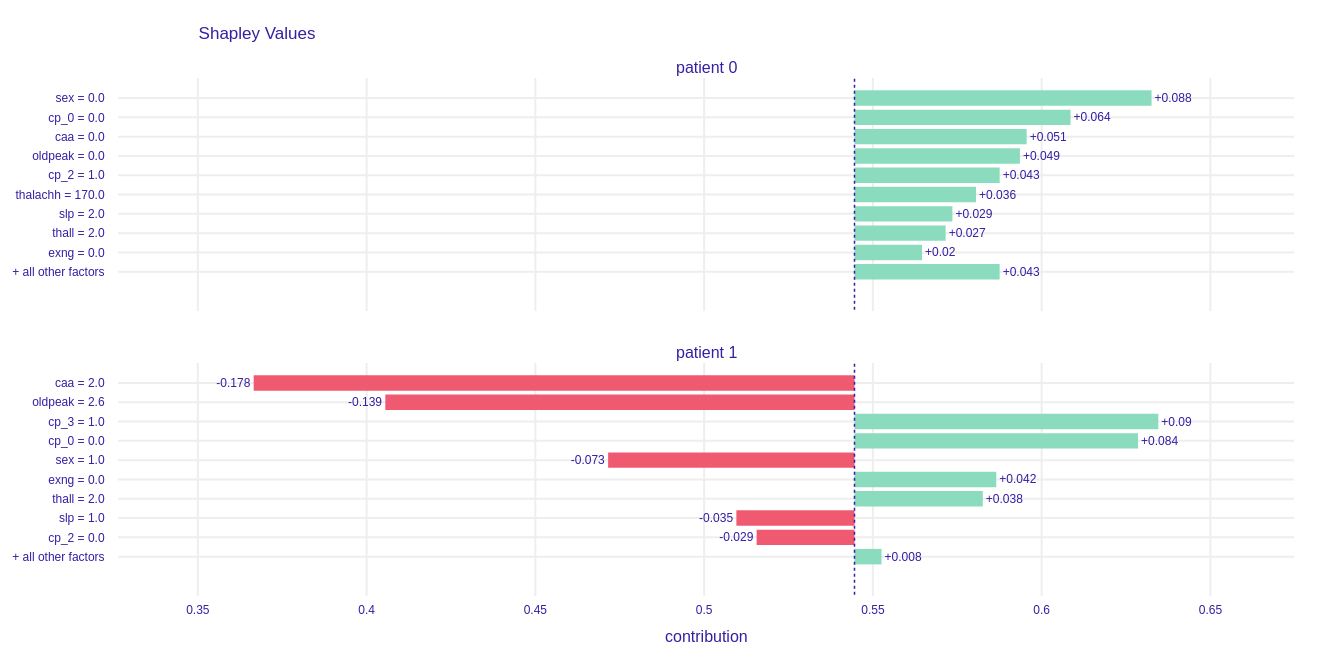 Shapley Values
patient 0
sex = 0.0 +0.088
cp_0 = 0.0 +0.064
caa = 0.0 +0.051
oldpeak = 0.0 +0.049
cp_2 = 1.0 +0.043
thalachh = 170.0 +0.036
slp = 2.0 +0.029
thall = 2.0 +0.027
exng = 0.0 +0.02
+ all other factors +0.043
patient 1
caa = 2.0 -0.178
oldpeak = 2.6 -0.139
cp_3 = 1.0 +0.09
cp_0 = 0.0 +0.084
sex = 1.0 -0.073
exng = 0.0 +0.042
thall = 2.0 +0.038
slp = 1.0 -0.035
cp_2 = 0.0 -0.029
+ all other factors +0.008
0.35 0.4 0.45 0.5 0.55 0.6 0.65
contribution